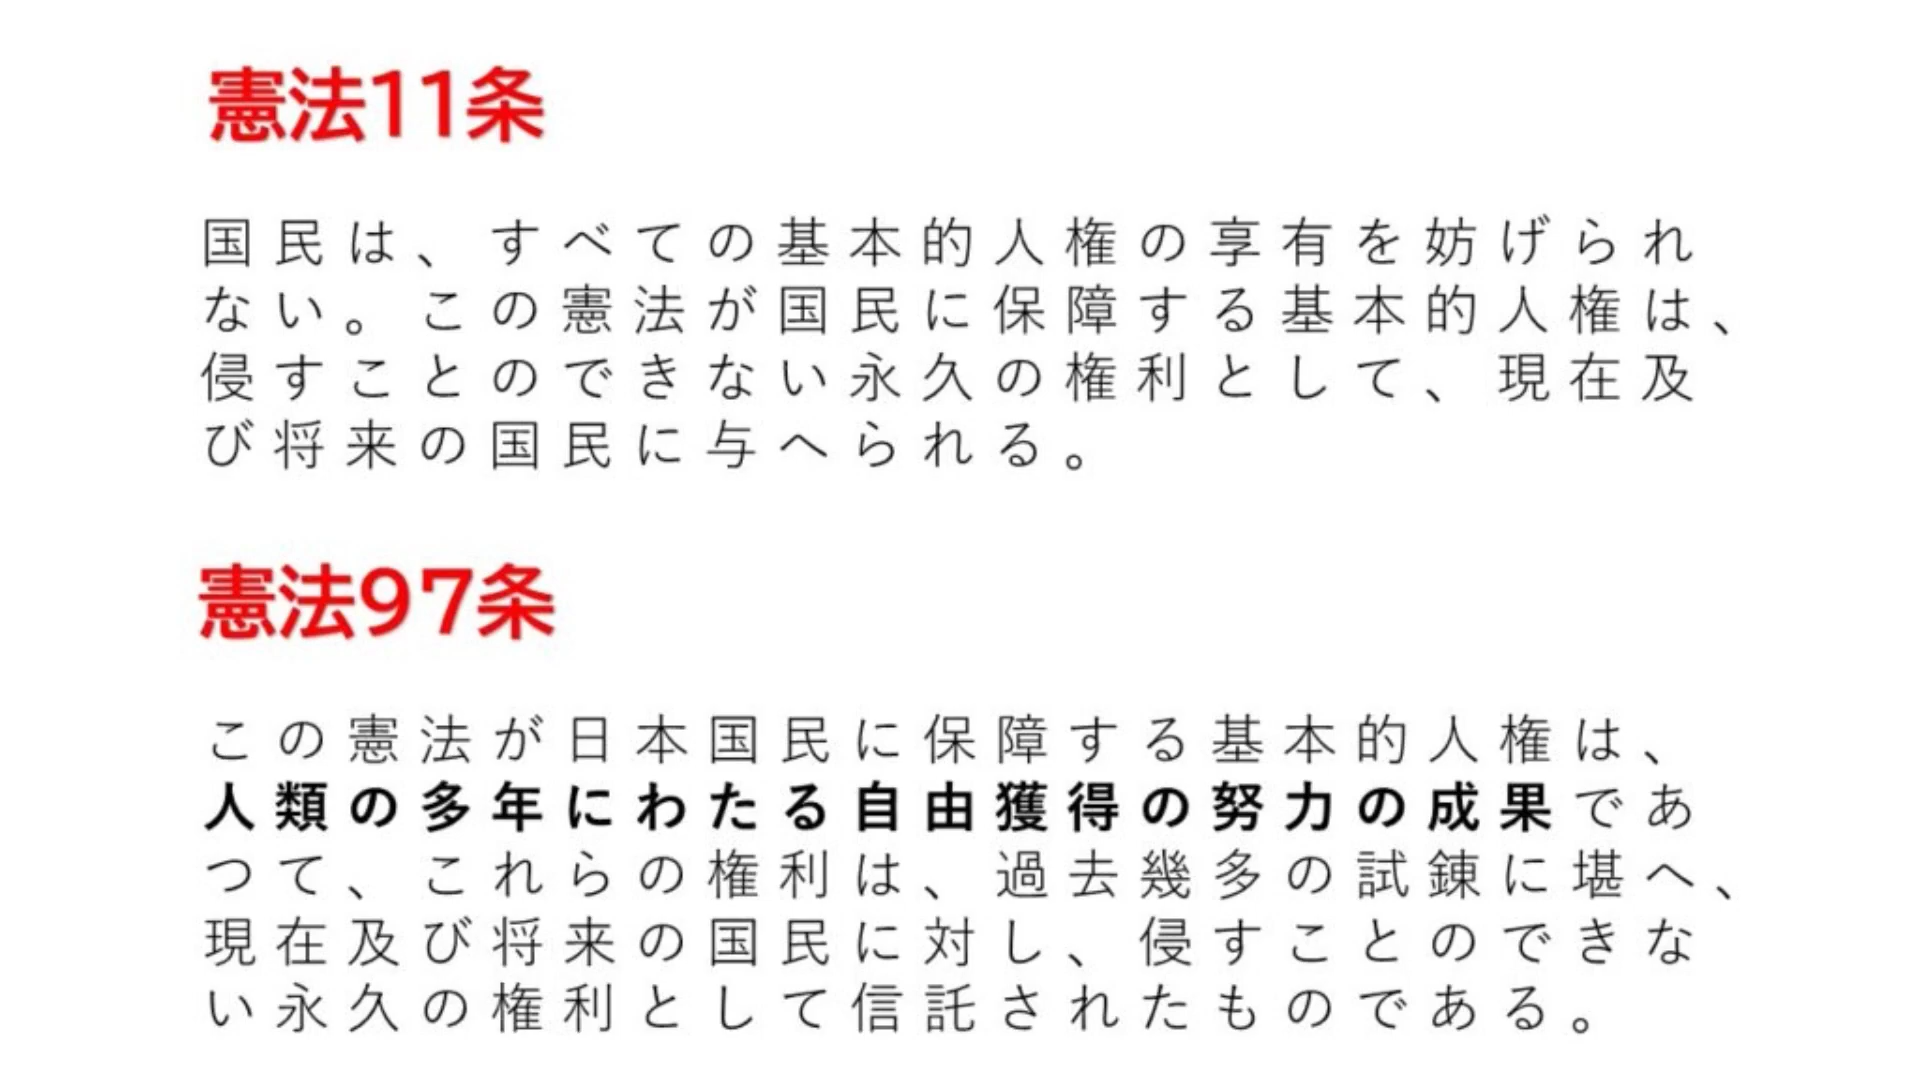 憲法11条
国民は、すべての基本的人権の享有を妨げられ
ない。この憲法が国民に保障する基本的人権は、
侵すことのできない永久の権利として、現在及
び将来の国民に与へられる。
憲法97条
この憲法が日本国民に保障する基本的人権は、
人類の多年にわたる自由獲得の努力の成果であ
つて、これらの権利は、過去幾多の試錬に堪へ、
現在及び将来の国民に対し、侵すことのできな
い永久の権利として信託されたものである。